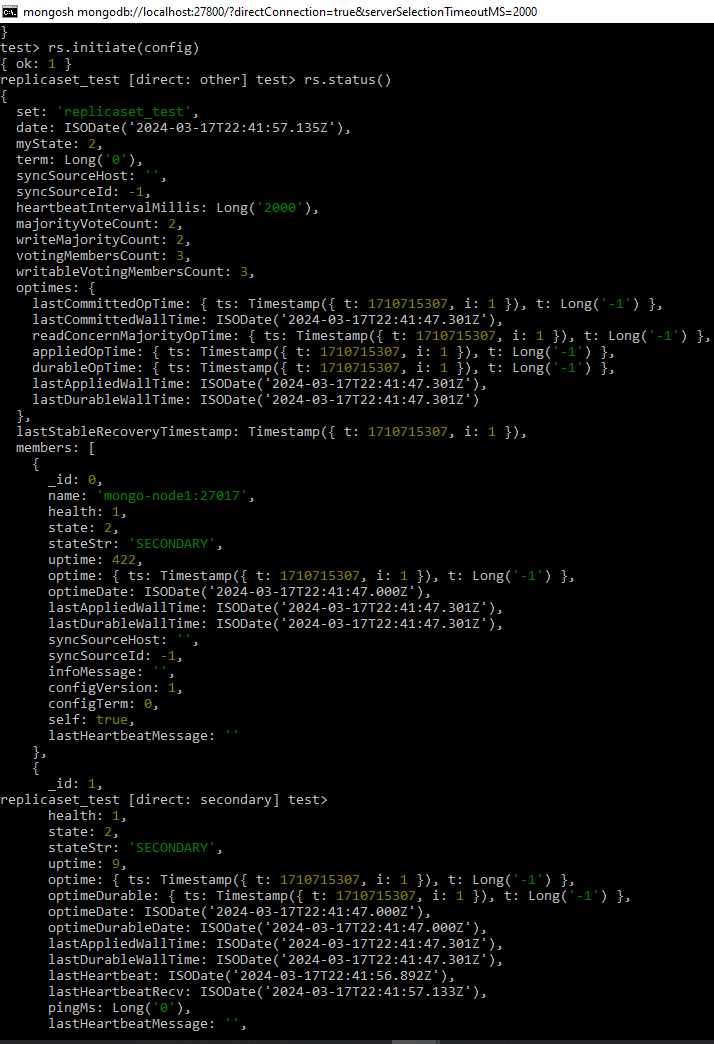 mongosh mongodb://localhost:27800/?directConnection=true&serverSelectionTimeoutMS=2000
}
test> rs.initiate(config)
{ ok: 1 }
replicaset_test [direct: other] test> rs.status()
{
  set: 'replicaset_test',
  date: ISODate('2024-03-17T22:41:57.135Z'),
  myState: 2,
  term: Long('0'),
  syncSourceHost: '',
  syncSourceId: -1,
  heartbeatIntervalMillis: Long('2000'),
  majorityVoteCount: 2,
  writeMajorityCount: 2,
  votingMembersCount: 3,
  writableVotingMembersCount: 3,
  optimes: {
    lastCommittedOpTime: { ts: Timestamp({ t: 1710715307, i: 1 }), t: Long('-1') },
    lastCommittedWallTime: ISODate('2024-03-17T22:41:47.301Z'),
    readConcernMajorityOpTime: { ts: Timestamp({ t: 1710715307, i: 1 }), t: Long('-1') },
    appliedOpTime: { ts: Timestamp({ t: 1710715307, i: 1 }), t: Long('-1') },
    durableOpTime: { ts: Timestamp({ t: 1710715307, i: 1 }), t: Long('-1') },
    lastAppliedWallTime: ISODate('2024-03-17T22:41:47.301Z'),
    lastDurableWallTime: ISODate('2024-03-17T22:41:47.301Z')
  },
  lastStableRecoveryTimestamp: Timestamp({ t: 1710715307, i: 1 }),
  members: [
    {
      _id: 0,
      name: 'mongo-node1:27017',
      health: 1,
      state: 2,
      stateStr: 'SECONDARY',
      uptime: 422,
      optime: { ts: Timestamp({ t: 1710715307, i: 1 }), t: Long('-1') },
      optimeDate: ISODate('2024-03-17T22:41:47.000Z'),
      lastAppliedWallTime: ISODate('2024-03-17T22:41:47.301Z'),
      lastDurableWallTime: ISODate('2024-03-17T22:41:47.301Z'),
      syncSourceHost: '',
      syncSourceId: -1,
      infoMessage: '',
      configVersion: 1,
      configTerm: 0,
      self: true,
      lastHeartbeatMessage: ''
    },
    {
      _id: 1,
replicaset_test [direct: secondary] test>
      health: 1,
      state: 2,
      stateStr: 'SECONDARY',
      uptime: 9,
      optime: { ts: Timestamp({ t: 1710715307, i: 1 }), t: Long('-1') },
      optimeDurable: { ts: Timestamp({ t: 1710715307, i: 1 }), t: Long('-1') },
      optimeDate: ISODate('2024-03-17T22:41:47.000Z'),
      optimeDurableDate: ISODate('2024-03-17T22:41:47.000Z'),
      lastAppliedWallTime: ISODate('2024-03-17T22:41:47.301Z'),
      lastDurableWallTime: ISODate('2024-03-17T22:41:47.301Z'),
      lastHeartbeat: ISODate('2024-03-17T22:41:56.892Z'),
      lastHeartbeatRecv: ISODate('2024-03-17T22:41:57.133Z'),
      pingMs: Long('0'),
      lastHeartbeatMessage: '',